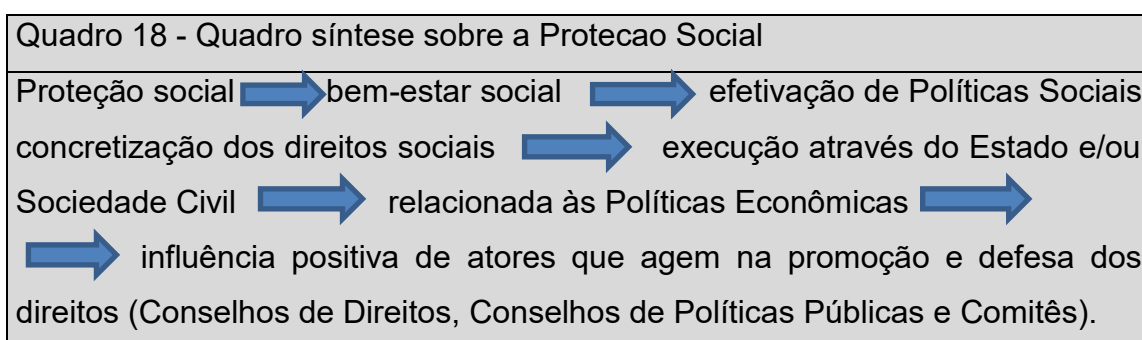 Quadro 18 - Quadro síntese sobre a Protecao Social
Proteção social bem-estar social efetivação de Políticas Sociais
concretização dos direitos sociais execução através do Estado e/ou
Sociedade Civil relacionada às Políticas Econômicas
influência positiva de atores que agem na promoção e defesa dos
direitos (Conselhos de Direitos, Conselhos de Políticas Públicas e Comitês).